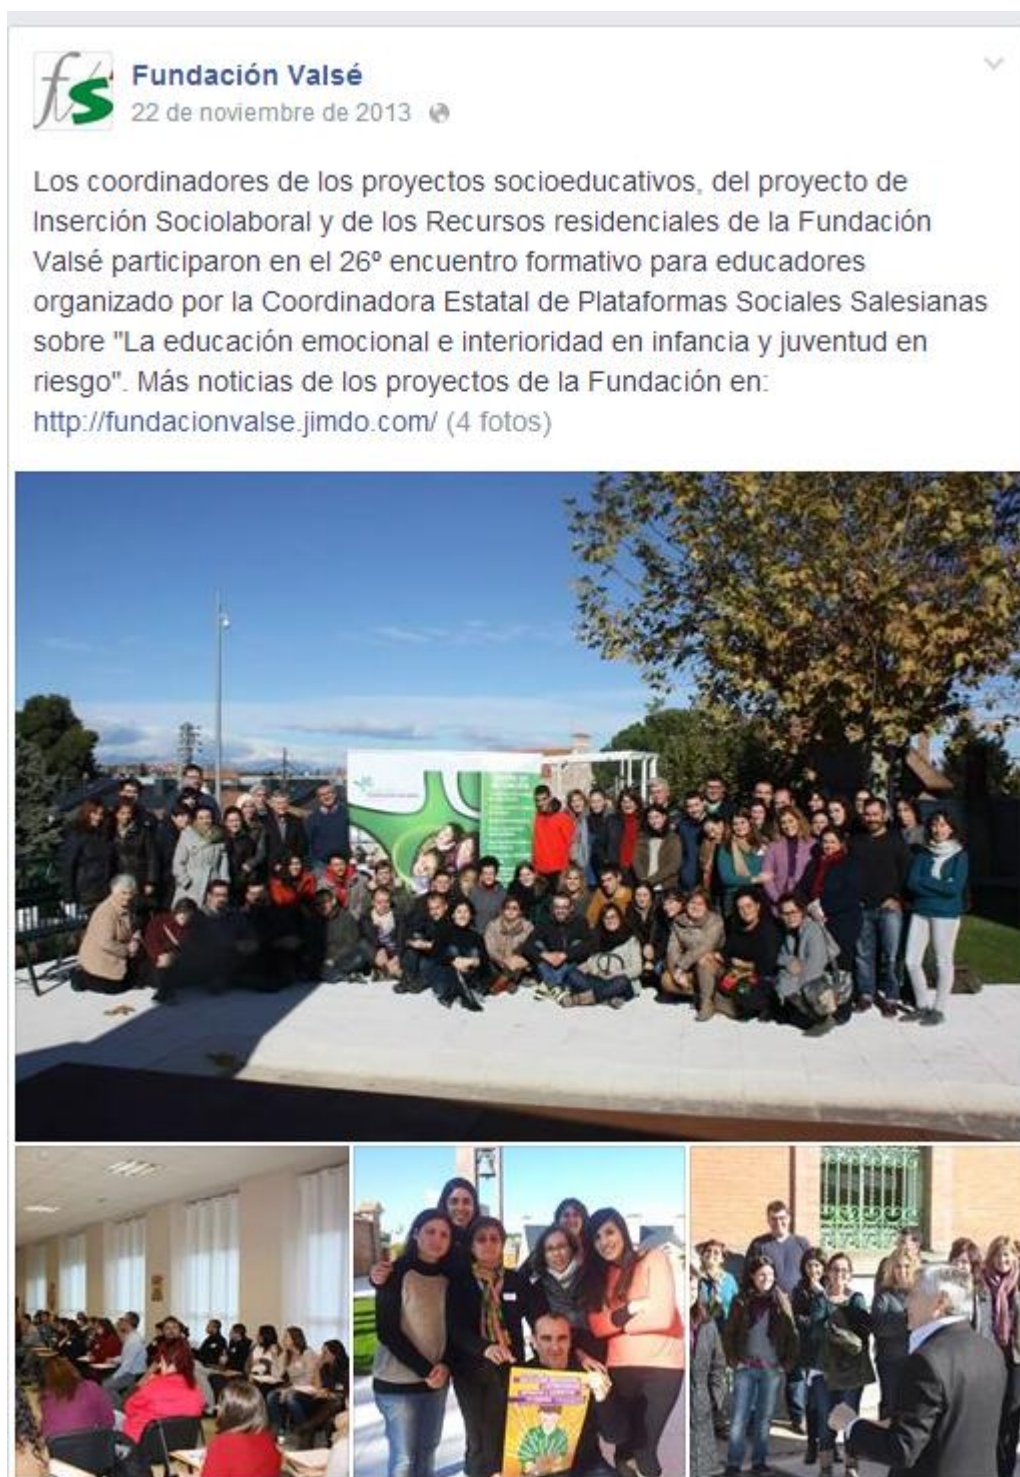 Fundación Valsé
22 de noviembre de 2013
Los coordinadores de los proyectos socioeducativos, del proyecto de
Inserción Sociolaboral y de los Recursos residenciales de la Fundación
Valsé participaron en el 26º encuentro formativo para educadores
organizado por la Coordinadora Estatal de Plataformas Sociales Salesianas
sobre "La educación emocional e interioridad en infancia y juventud en
riesgo". Más noticias de los proyectos de la Fundación en:
http://fundacionvalse.jimdo.com/ (4 fotos)